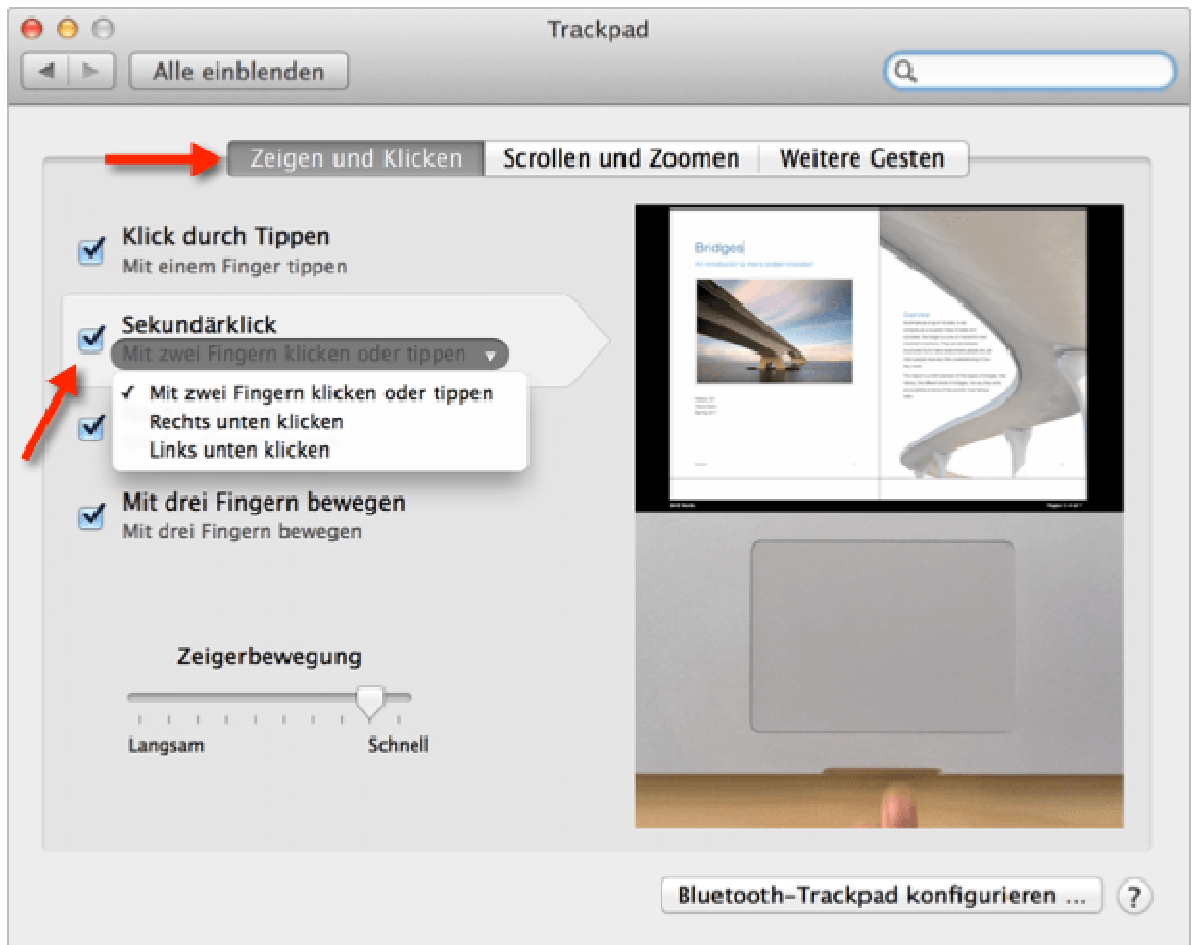 Trackpad
Alle einblenden
Zeigen und Klicken
Scrollen und Zoomen
Weitere Gesten
Klick durch Tippen
Mit einem Finger tippen
Sekundärklick
Mit zwei Fingern klicken oder tippen
✓ Mit zwei Fingern klicken oder tippen
Rechts unten klicken
Links unten klicken
Mit drei Fingern bewegen
Mit drei Fingern bewegen
Zeigerbewegung
Langsam
Schnell
Bridges
Overview
Bluetooth-Trackpad konfigurieren ...
?